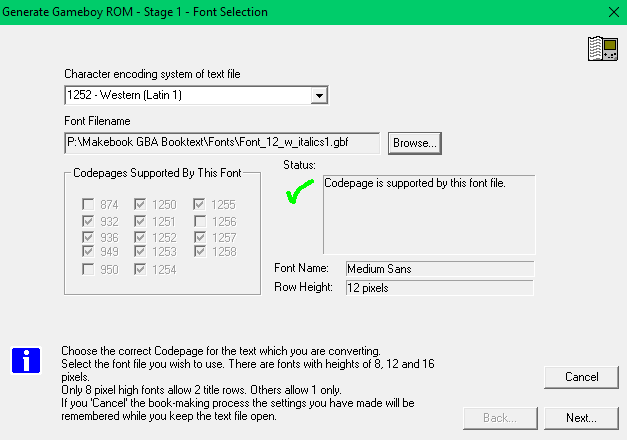 Generate Gameboy ROM - Stage 1 - Font Selection
Character encoding system of text file
1252 - Western (Latin 1)
Font Filename
P:\Makebook GBA Booktext\Fonts\Font_12_w_italics1.gbf
Browse...
Codepages Supported By This Font
874 1250 1255
932 1251 1256
936 1252 1257
949 1253 1258
950 1254
Status:
Codepage is supported by this font file.
Font Name: Medium Sans
Row Height: 12 pixels
Choose the correct Codepage for the text which you are converting.
Select the font file you wish to use. There are fonts with heights of 8, 12 and 16
pixels.
Only 8 pixel high fonts allow 2 title rows. Others allow 1 only.
If you 'Cancel' the book-making process the settings you have made will be
remembered while you keep the text file open.
Cancel
Back... Next...